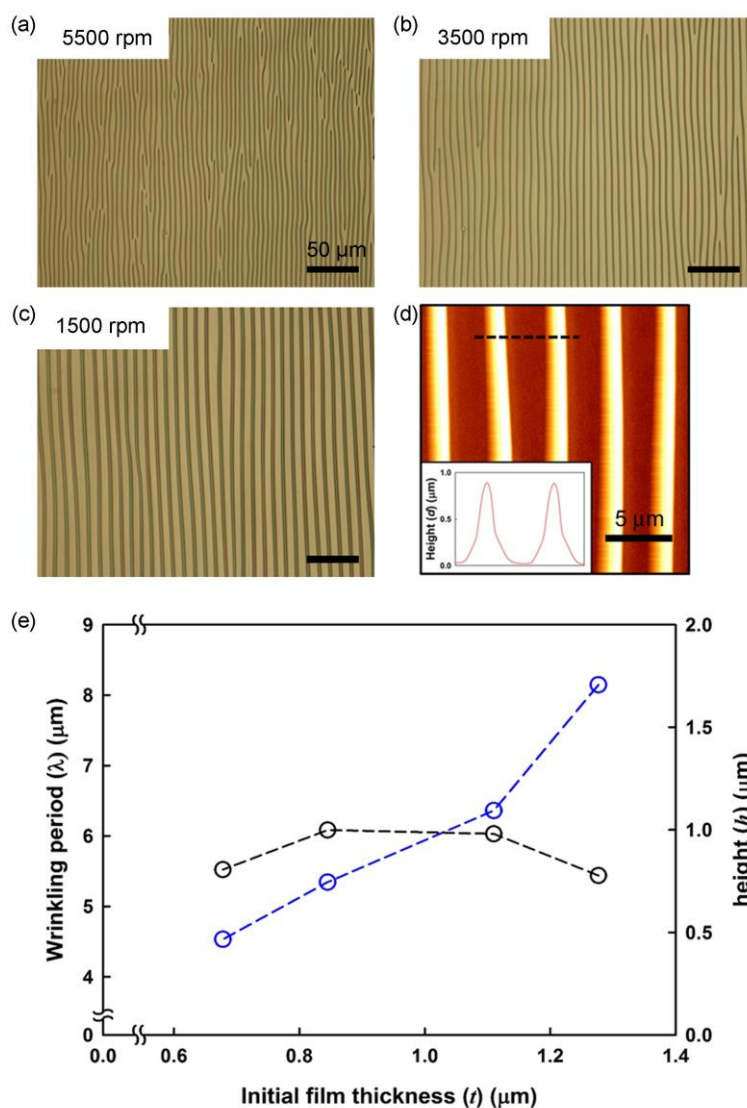 (a)
5500 rpm
50 μm
(b)
3500 rpm
(c)
1500 rpm
(d)
1.0
0.5
0.0
Height (d) (μm)
5 μm
(e)
9
8
7
6
5
4
0
Wrinkling period (λ) (μm)
2.0
1.5
1.0
0.5
0.0
height (h) (μm)
0.0 0.6 0.8 1.0 1.2 1.4
Initial film thickness (t) (μm)